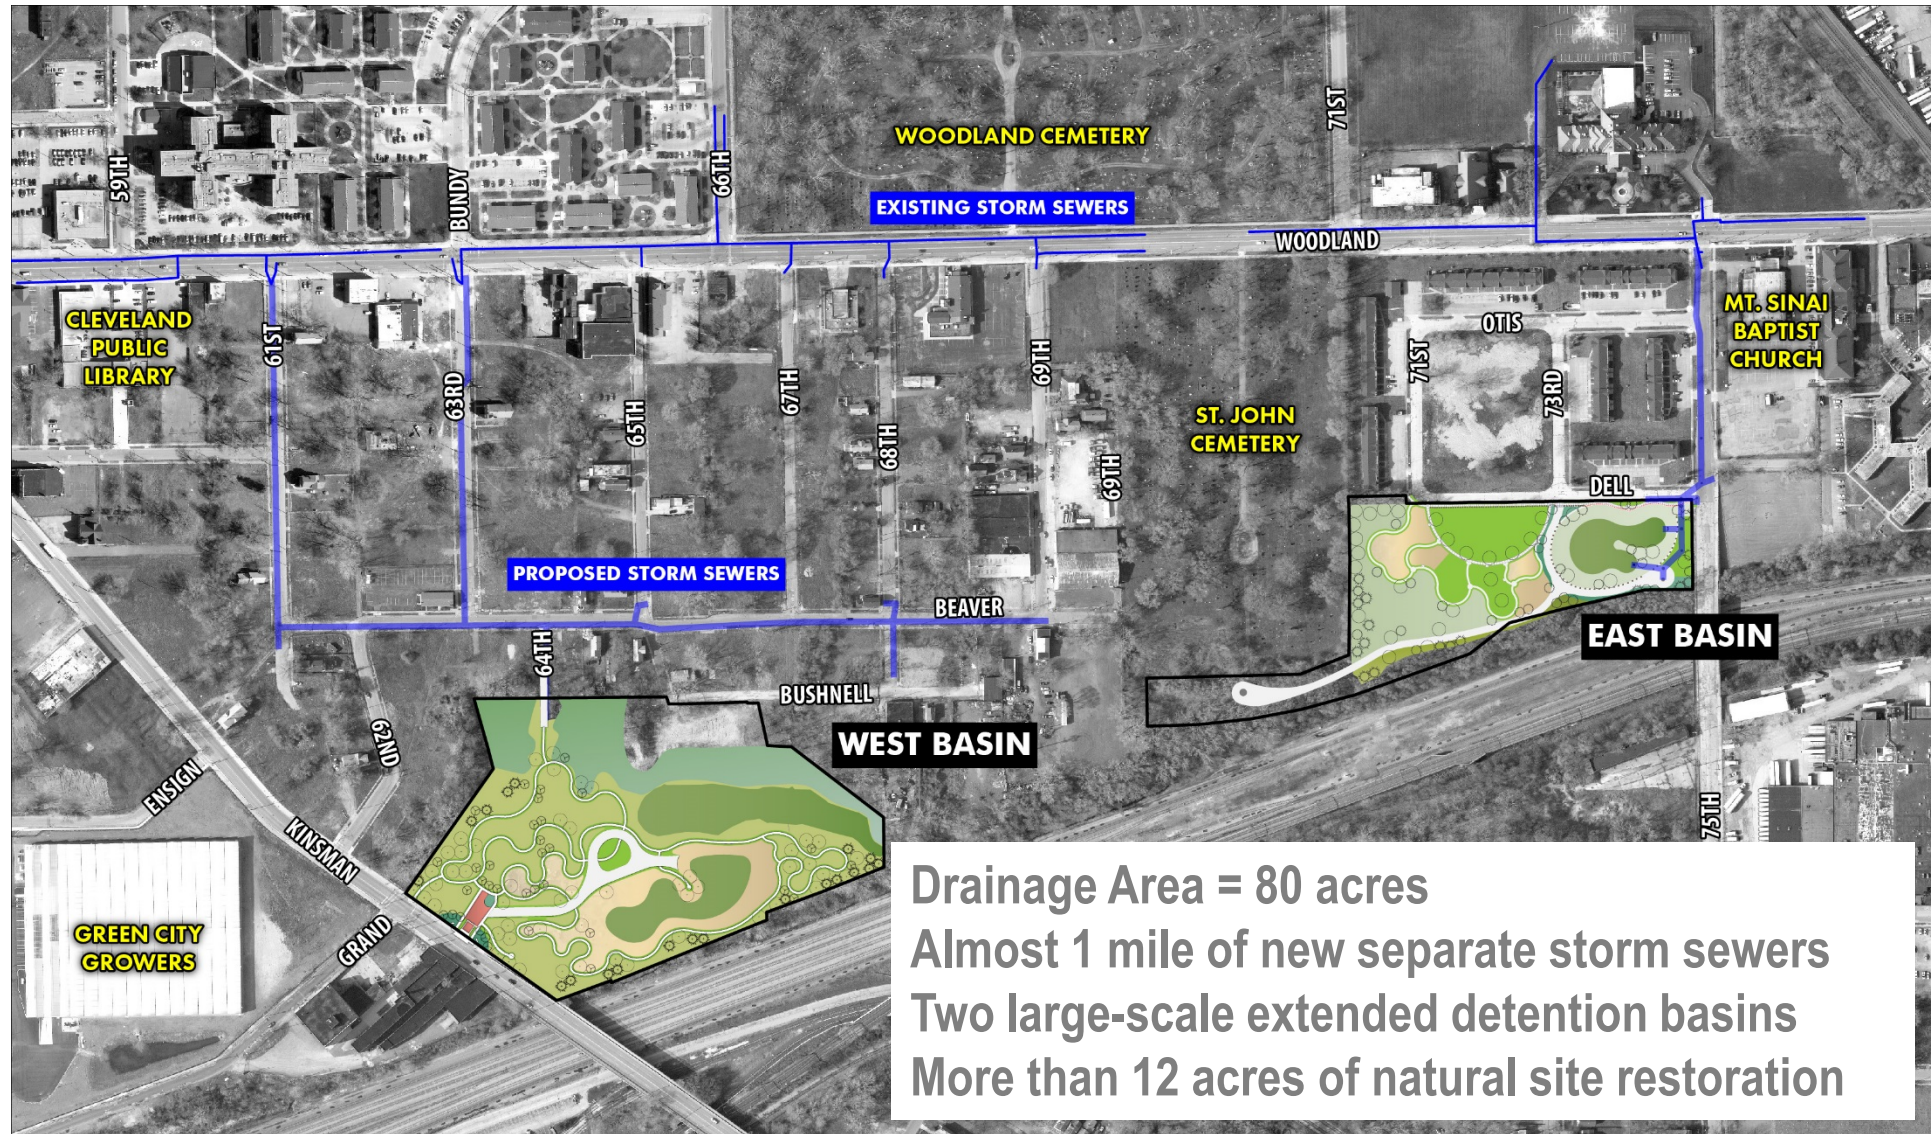 59TH
BUNDY
66TH
WOODLAND CEMETERY
71ST
EXISTING STORM SEWERS
WOODLAND
CLEVELAND
PUBLIC
LIBRARY
61ST
63RD
65TH
67TH
68TH
69TH
69TH
ST. JOHN
CEMETERY
71ST
OTIS
73RD
MT. SINAI
BAPTIST
CHURCH
DELL
PROPOSED STORM SEWERS
BEAVER
EAST BASIN
64TH
BUSHNELL
WEST BASIN
62ND
ENSIGN
KINSMAN
75TH
GREEN CITY
GROWERS
GRAND
Drainage Area = 80 acres
Almost 1 mile of new separate storm sewers
Two large-scale extended detention basins
More than 12 acres of natural site restoration